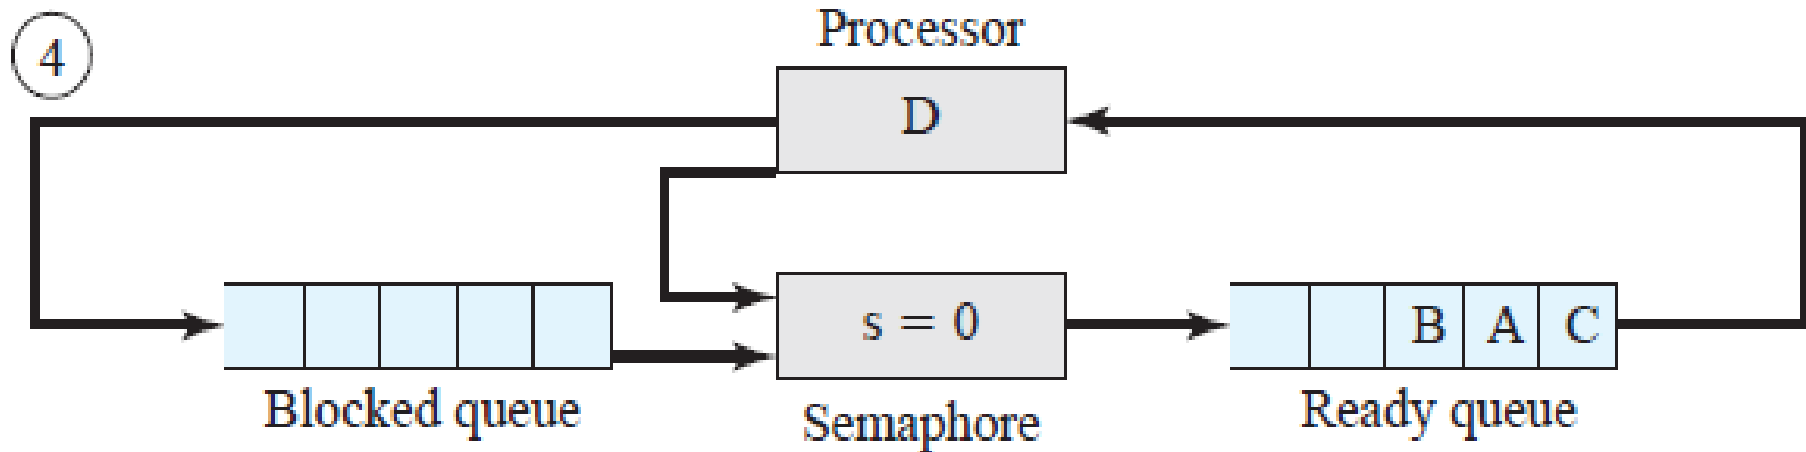 4
Processor
D
s = 0
B A C
Blocked queue
Semaphore
Ready queue